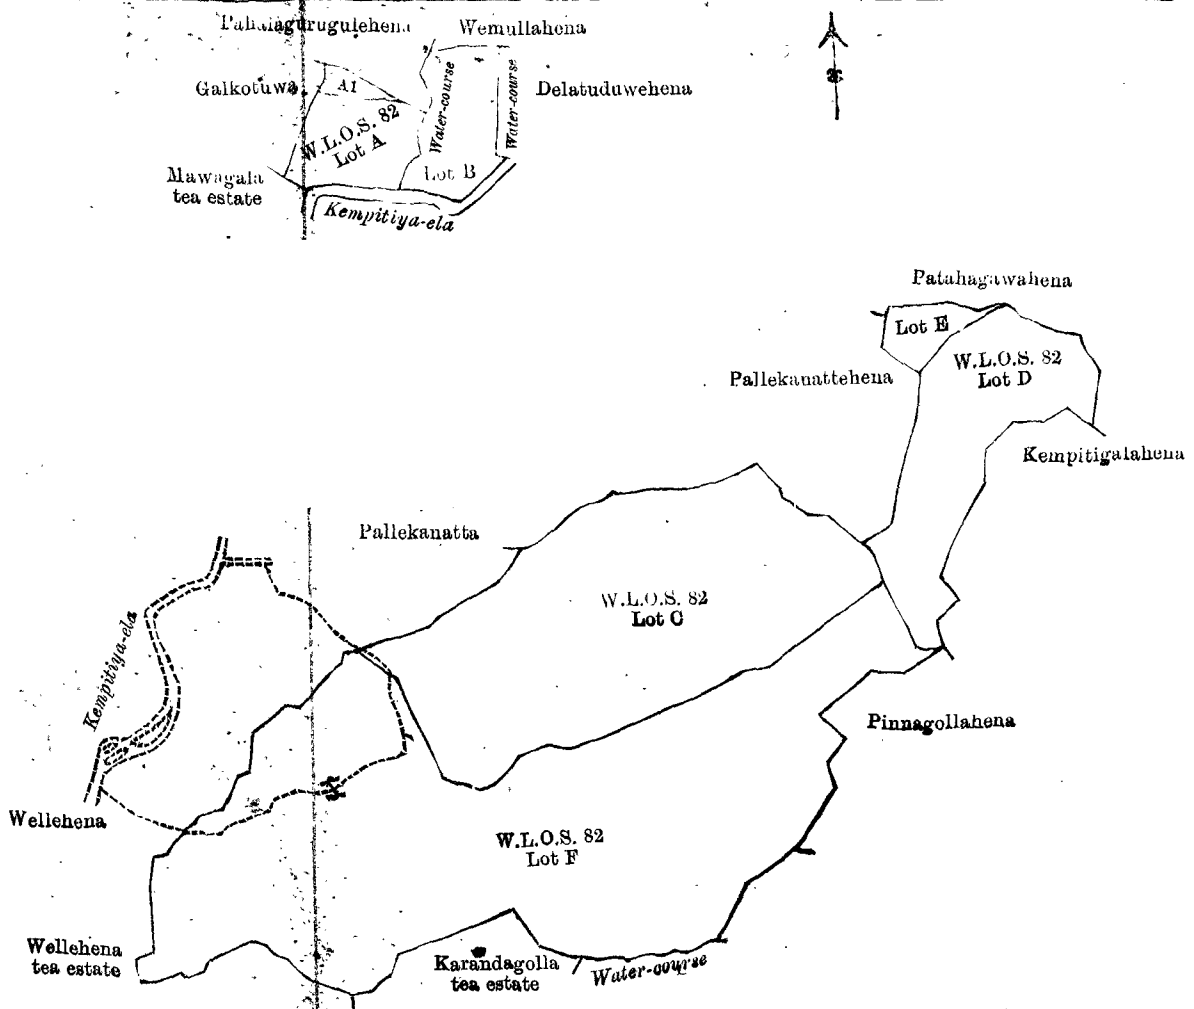 Pahalagurugulehena
Wemullahena
Galkotuwa
A1
Water-course
Water-course
Delatuduwehena
W.L.O.S. 82
Lot A
Mawagala
tea estate
Lot B
Kempitiya-ela
Patahagawahena
Lot E
W.L.O.S. 82
Lot D
Pallekanattehena
Kempitigalahena
Pallekanatta
W.L.O.S. 82
Lot C
Kempitiya-ela
Pinnagollahena
Wellehena
W.L.O.S. 82
Lot F
Wellehena
tea estate
Karandagolla
tea estate
Water-course